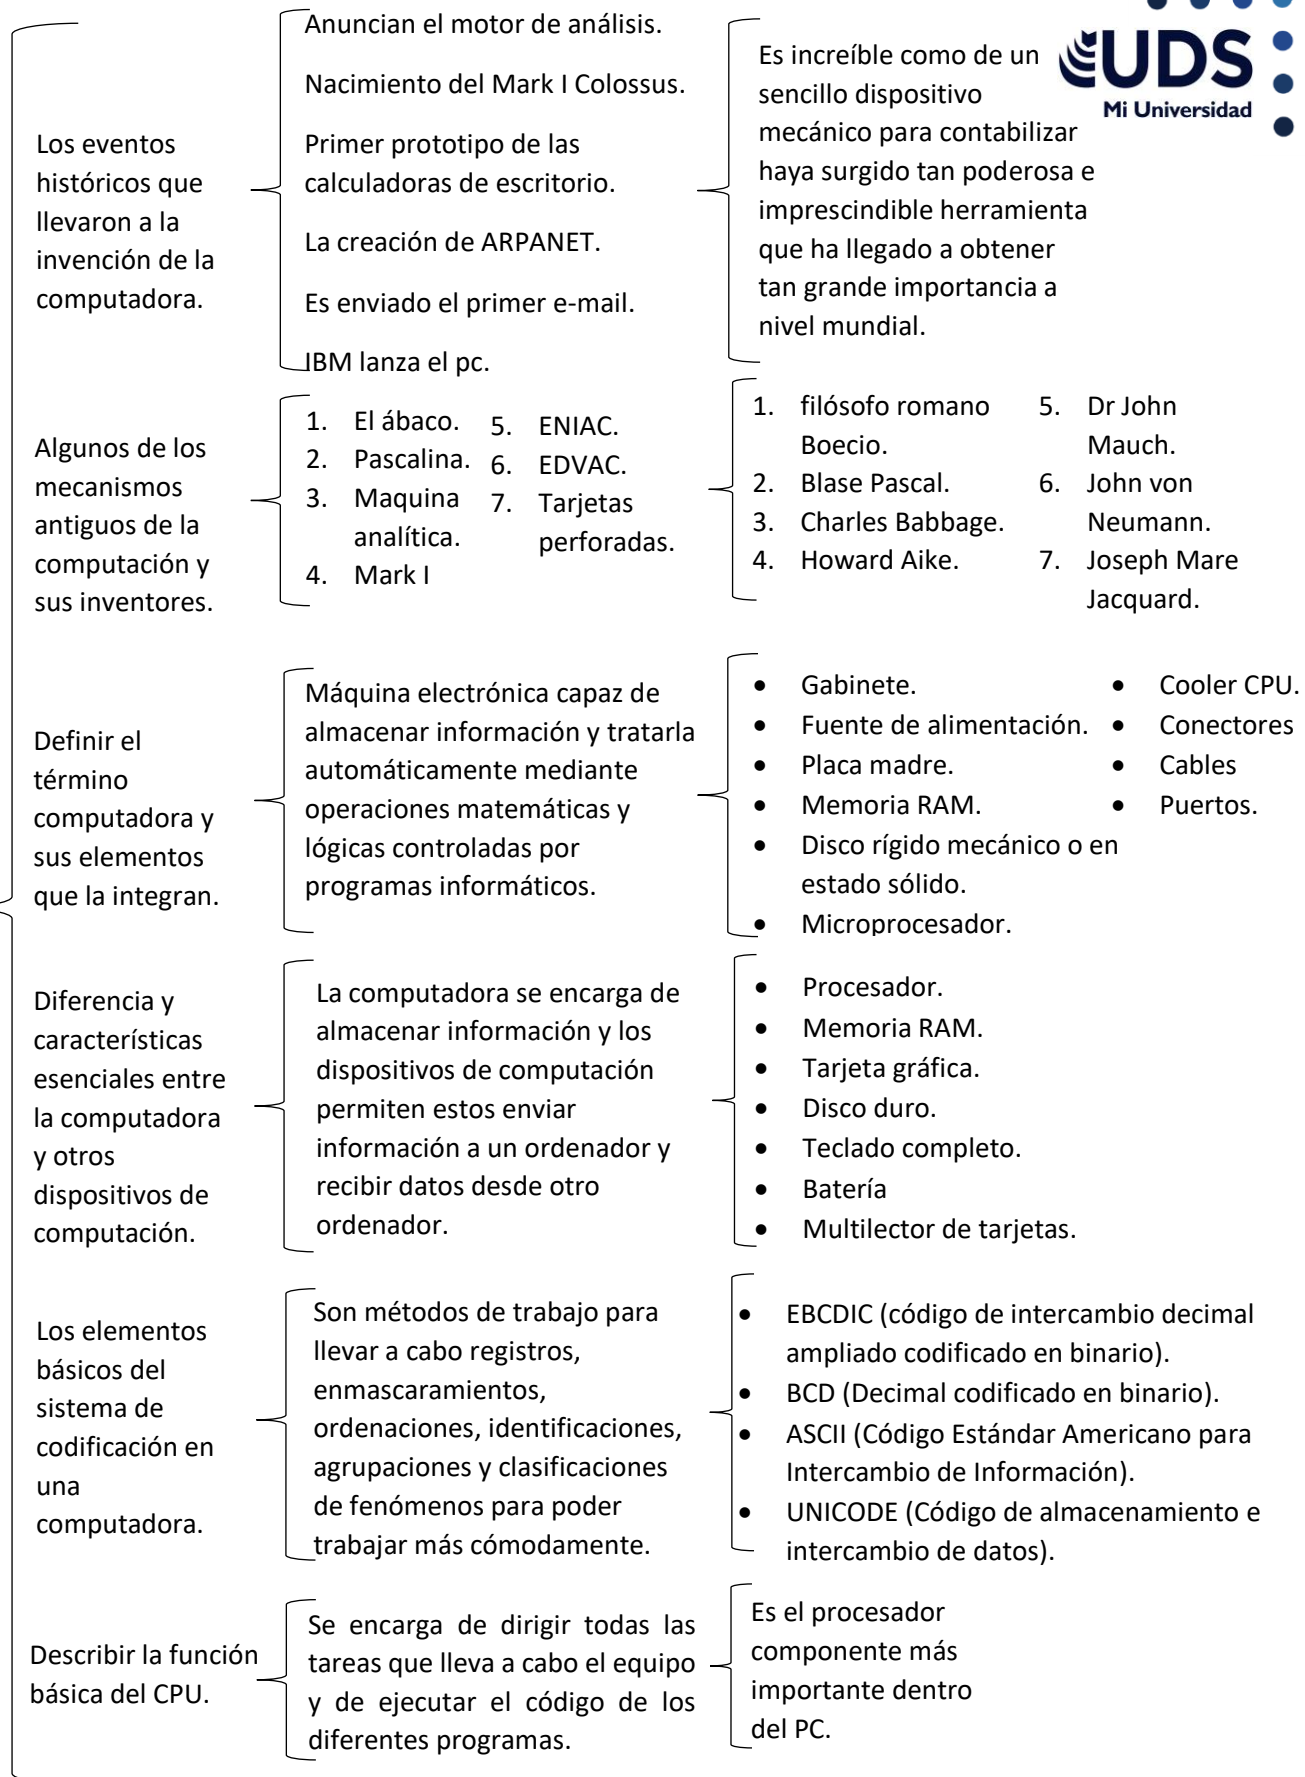 UDS
Mi Universidad
Los eventos
históricos que
llevaron a la
invención de la
computadora.
Anuncian el motor de análisis.
Nacimiento del Mark I Colossus.
Primer prototipo de las
calculadoras de escritorio.
La creación de ARPANET.
Es enviado el primer e-mail.
IBM lanza el pc.
Es increíble como de un
sencillo dispositivo
mecánico para contabilizar
haya surgido tan poderosa e
imprescindible herramienta
que ha llegado a obtener
tan grande importancia a
nivel mundial.
Algunos de los
mecanismos
antiguos de la
computación y
sus inventores.
1. El ábaco.
2. Pascalina.
3. Maquina
analítica.
4. Mark I
5. ENIAC.
6. EDVAC.
7. Tarjetas
perforadas.
1. filósofo romano
Boecio.
2. Blase Pascal.
3. Charles Babbage.
4. Howard Aike.
5. Dr John
Mauch.
6. John von
Neumann.
7. Joseph Mare
Jacquard.
Definir el
término
computadora y
sus elementos
que la integran.
Máquina electrónica capaz de
almacenar información y tratarla
automáticamente mediante
operaciones matemáticas y
lógicas controladas por
programas informáticos.
• Gabinete.
• Fuente de alimentación.
• Placa madre.
• Memoria RAM.
• Disco rígido mecánico o en
estado sólido.
• Microprocesador.
• Cooler CPU.
• Conectores
• Cables
• Puertos.
Diferencia y
características
esenciales entre
la computadora
y otros
dispositivos de
computación.
La computadora se encarga de
almacenar información y los
dispositivos de computación
permiten estos enviar
información a un ordenador y
recibir datos desde otro
ordenador.
• Procesador.
• Memoria RAM.
• Tarjeta gráfica.
• Disco duro.
• Teclado completo.
• Batería
• Multilector de tarjetas.
Los elementos
básicos del
sistema de
codificación en
una
computadora.
Son métodos de trabajo para
llevar a cabo registros,
enmascaramientos,
ordenaciones, identificaciones,
agrupaciones y clasificaciones
de fenómenos para poder
trabajar más cómodamente.
• EBCDIC (código de intercambio decimal
ampliado codificado en binario).
• BCD (Decimal codificado en binario).
• ASCII (Código Estándar Americano para
Intercambio de Información).
• UNICODE (Código de almacenamiento e
intercambio de datos).
Describir la función
básica del CPU.
Se encarga de dirigir todas las
tareas que lleva a cabo el equipo
y de ejecutar el código de los
diferentes programas.
Es el procesador
componente más
importante dentro
del PC.